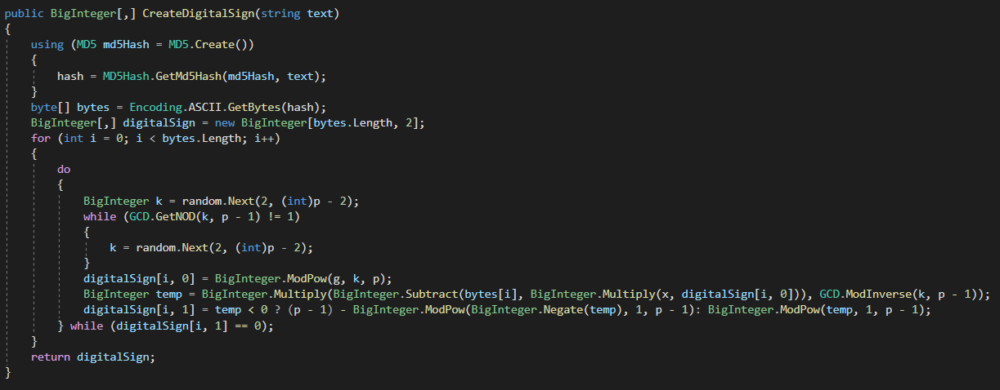 public BigInteger[,] CreateDigitalSign(string text)
{
    using (MD5 md5Hash = MD5.Create())
    {
        hash = MD5Hash.GetMd5Hash(md5Hash, text);
    }
    byte[] bytes = Encoding.ASCII.GetBytes(hash);
    BigInteger[,] digitalSign = new BigInteger[bytes.Length, 2];
    for (int i = 0; i < bytes.Length; i++)
    {
        do
        {
            BigInteger k = random.Next(2, (int)p - 2);
            while (GCD.GetNOD(k, p - 1) != 1)
            {
                k = random.Next(2, (int)p - 2);
            }
            digitalSign[i, 0] = BigInteger.ModPow(g, k, p);
            BigInteger temp = BigInteger.Multiply(BigInteger.Subtract(bytes[i], BigInteger.Multiply(x, digitalSign[i, 0])), GCD.ModInverse(k, p - 1));
            digitalSign[i, 1] = temp < 0 ? (p - 1) - BigInteger.ModPow(BigInteger.Negate(temp), 1, p - 1): BigInteger.ModPow(temp, 1, p - 1);
        } while (digitalSign[i, 1] == 0);
    }
    return digitalSign;
}